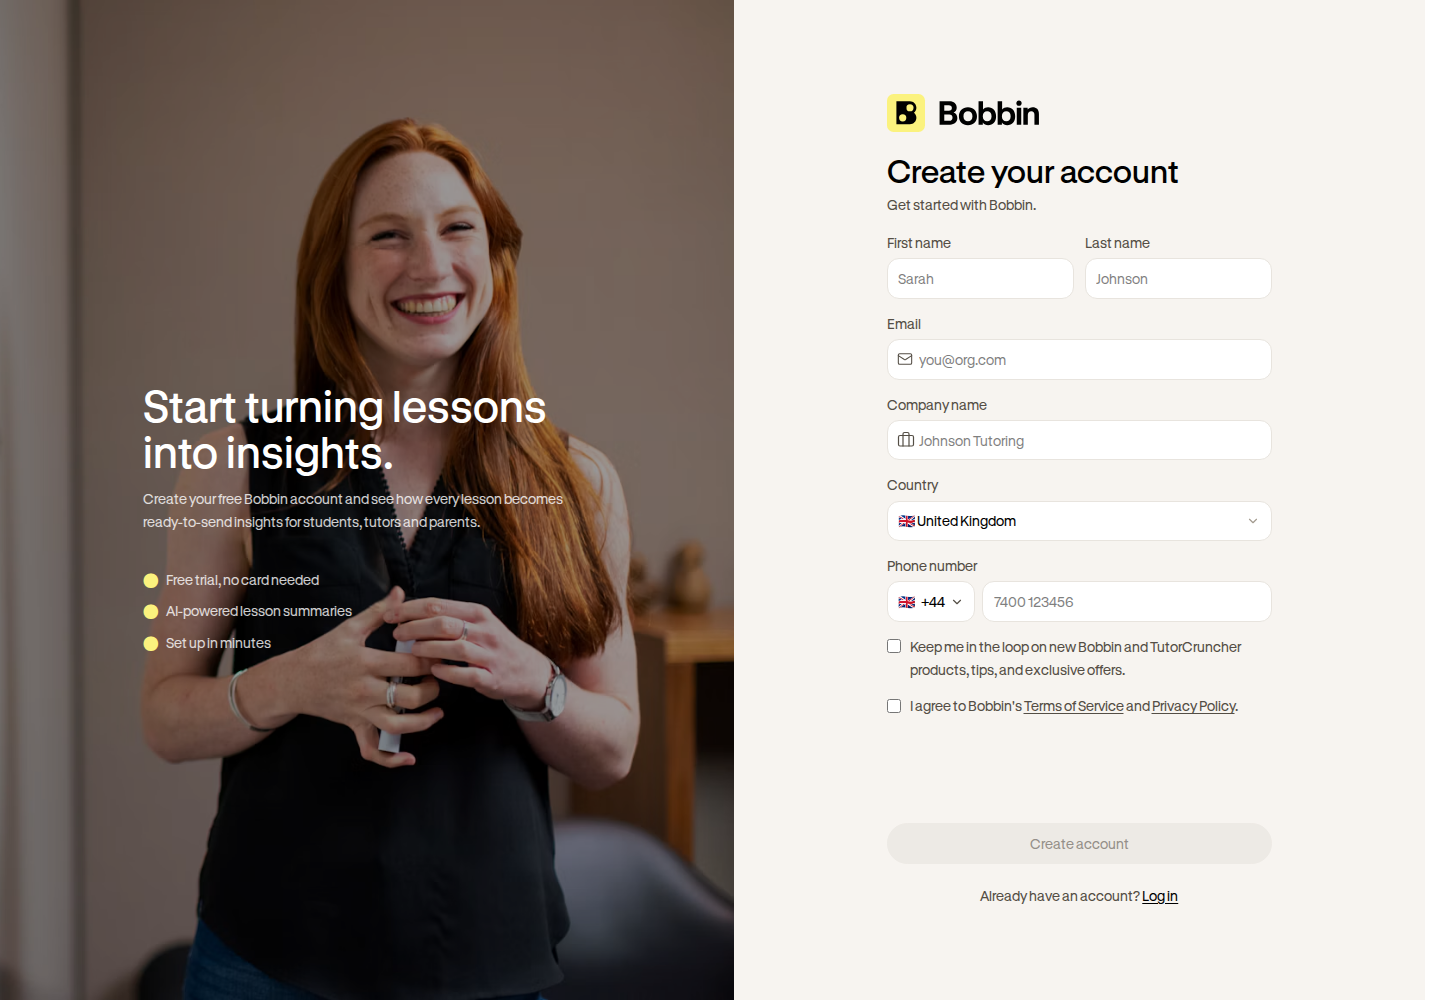 Start turning lessons
into insights.
Create your free Bobbin account and see how every lesson becomes
ready-to-send insights for students, tutors and parents.
Free trial, no card needed
AI-powered lesson summaries
Set up in minutes
Bobbin
Create your account
Get started with Bobbin.
First name
Last name
Sarah
Johnson
Email
you@org.com
Company name
Johnson Tutoring
Country
🇬🇧 United Kingdom
Phone number
🇬🇧 +44
7400 123456
Keep me in the loop on new Bobbin and TutorCruncher
products, tips, and exclusive offers.
I agree to Bobbin's Terms of Service and Privacy Policy.
Create account
Already have an account? Log in